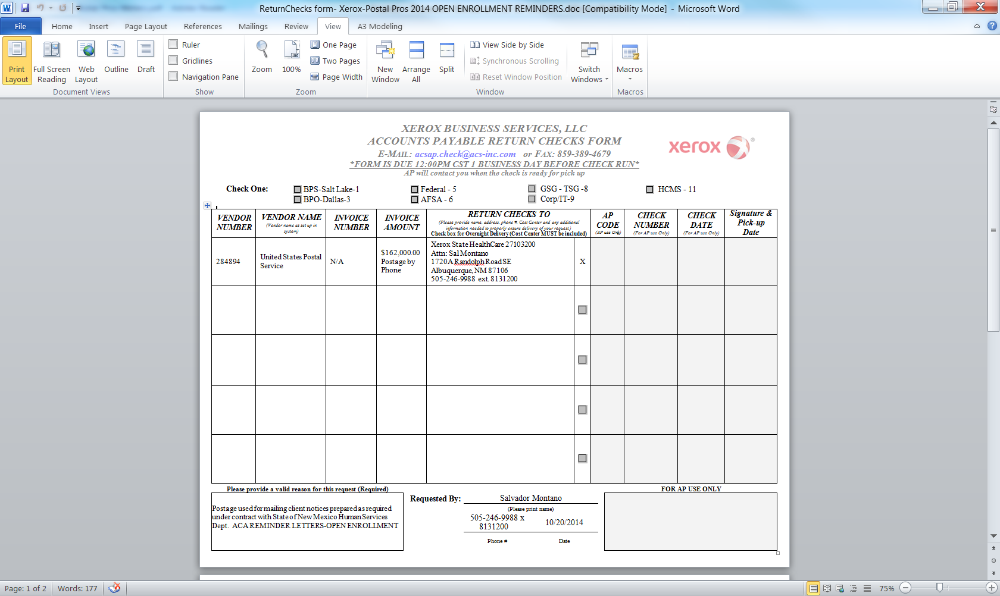 ReturnChecks form- Xerox-Postal Pros 2014 OPEN ENROLLMENT REMINDERS.doc [Compatibility Mode] - Microsoft Word
File Home Insert Page Layout References Mailings Review View A3 Modeling
Print Layout
Full Screen Reading
Web Layout
Outline
Draft
Document Views
Ruler
Gridlines
Navigation Pane
Show
Zoom
100%
One Page
Two Pages
Page Width
Zoom
New Window
Arrange All
Split
View Side by Side
Synchronous Scrolling
Reset Window Position
Window
Switch Windows
Macros
Macros
XEROX BUSINESS SERVICES, LLC
ACCOUNTS PAYABLE RETURN CHECKS FORM
E-MAIL: acsap.check@acs-inc.com or FAX: 859-389-4679
*FORM IS DUE 12:00PM CST 1 BUSINESS DAY BEFORE CHECK RUN*
AP will contact you when the check is ready for pick up
xerox ®
Check One:
BPS-Salt Lake-1 Federal - 5 GSG - TSG -8 HCMS - 11
BPO-Dallas-3 AFSA - 6 Corp/IT-9
VENDOR NUMBER
VENDOR NAME
(Vendor name as set up in system)
INVOICE NUMBER
INVOICE AMOUNT
RETURN CHECKS TO
(Please provide name, address, phone #, Cost Center and any additional
information needed to properly ensure delivery of your request.)
Check box for Overnight Delivery (Cost Center MUST be included)
AP CODE
(AP use Only)
CHECK NUMBER
(For AP use Only)
CHECK DATE
(For AP use Only)
Signature & Pick-up Date
284894
United States Postal
Service
N/A
$162,000.00
Postage by
Phone
Xerox State HealthCare 27103200
Attn: Sal Montano
1720A Randolph Road SE
Albuquerque, NM 87106
505-246-9988 ext. 8131200
X
Please provide a valid reason for this request (Required)
Postage used for mailing client notices prepared as required
under contract with State of New Mexico Human Services
Dept. ACA REMINDER LETTERS-OPEN ENROLLMENT
Requested By: Salvador Montano
(Please print name)
505-246-9988 x
8131200
10/20/2014
Phone # Date
FOR AP USE ONLY
Page: 1 of 2 Words: 177 75%